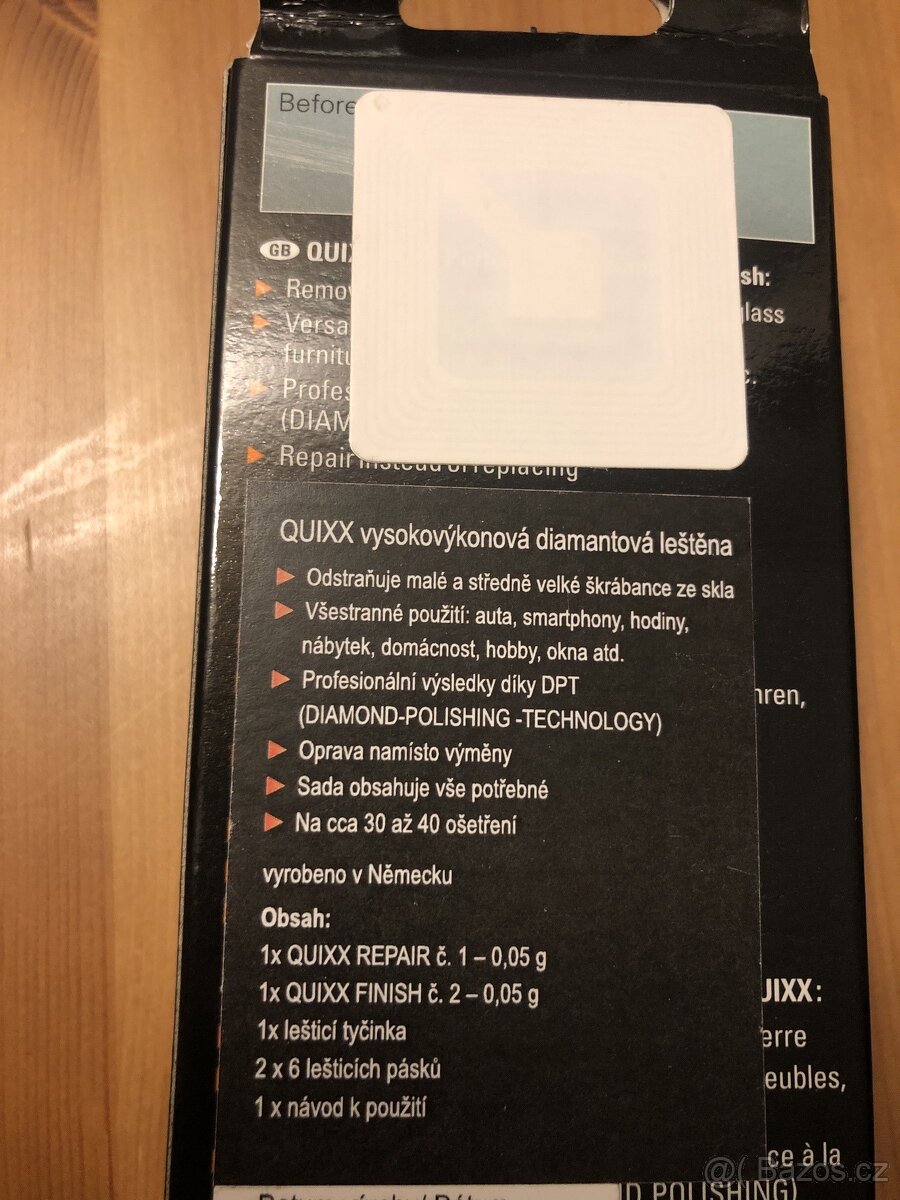 Before
GB QUIX
sh:
Remov
glass
Versa
furnitu
c.
Profes
(DIAM
Repair instead of replacing
QUIXX vysokovýkonová diamantová leštěna
Odstraňuje malé a středně velké škrábance ze skla
Všestranné použití: auta, smartphony, hodiny,
nábytek, domácnost, hobby, okna atd.
Profesionální výsledky díky DPT
(DIAMOND-POLISHING -TECHNOLOGY)
hren,
Oprava namísto výměny
Sada obsahuje vše potřebné
Na cca 30 až 40 ošetření
vyrobeno v Německu
Obsah:
1x QUIXX REPAIR č. 1 – 0,05 g
1x QUIXX FINISH č. 2 – 0,05 g
1x lešticí tyčinka
2 x 6 lešticích pásků
1 x návod k použití
UIXX:
erre
eubles,
ce à la
D POLISHING)
Bazos.cz